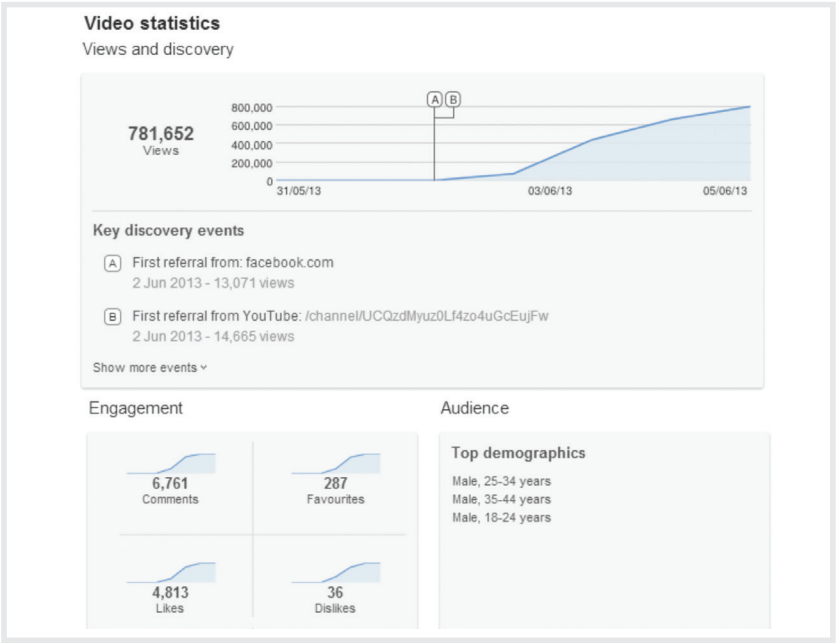 Video statistics
Views and discovery
781,652
Views
800,000
600,000
400,000
200,000
0
A B
31/05/13 03/06/13 05/06/13
Key discovery events
A First referral from: facebook.com
2 Jun 2013 - 13,071 views
B First referral from YouTube: /channel/UCQzdMyuz0Lf4zo4uGcEujFw
2 Jun 2013 - 14,665 views
Show more events
Engagement
6,761
Comments
287
Favourites
4,813
Likes
36
Dislikes
Audience
Top demographics
Male, 25-34 years
Male, 35-44 years
Male, 18-24 years